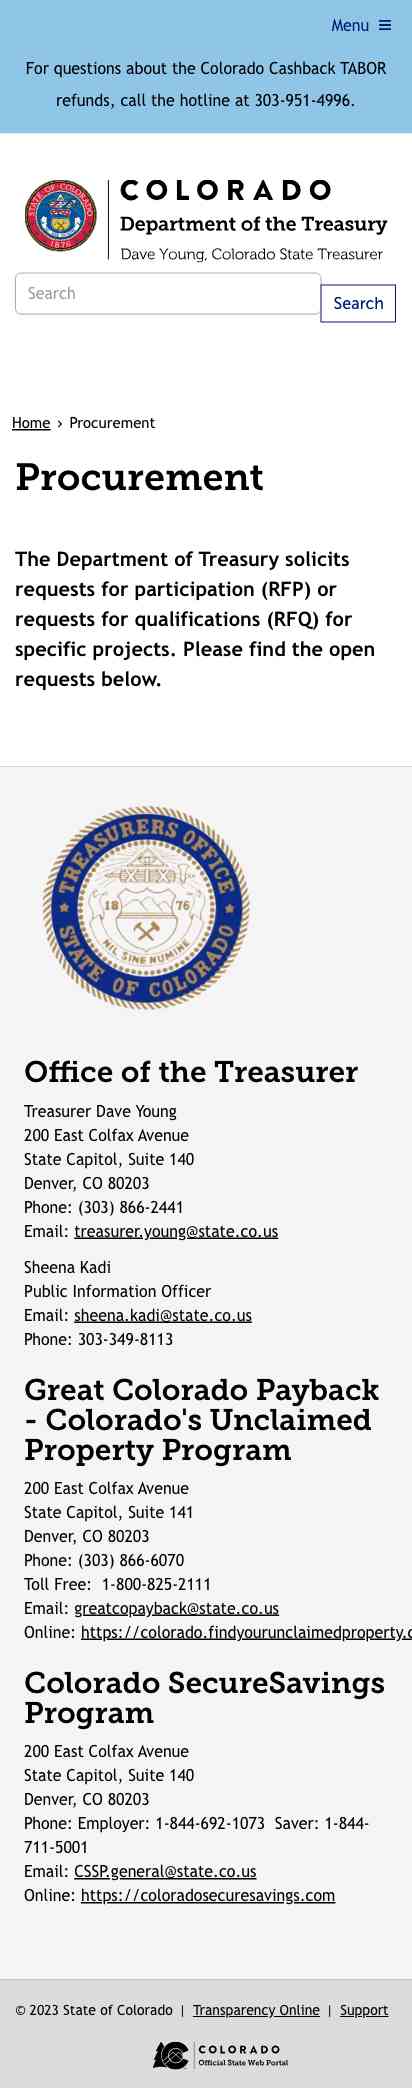 Menu
For questions about the Colorado Cashback TABOR
refunds, call the hotline at 303-951-4996.
STATE OF COLORADO
1876
COLORADO
Department of the Treasury
Dave Young, Colorado State Treasurer
Search
Search
Home › Procurement
Procurement
The Department of Treasury solicits
requests for participation (RFP) or
requests for qualifications (RFQ) for
specific projects. Please find the open
requests below.
TREASURERS OFFICE
18 76
NIL SINE NUMINE
STATE OF COLORADO
Office of the Treasurer
Treasurer Dave Young
200 East Colfax Avenue
State Capitol, Suite 140
Denver, CO 80203
Phone: (303) 866-2441
Email: treasurer.young@state.co.us
Sheena Kadi
Public Information Officer
Email: sheena.kadi@state.co.us
Phone: 303-349-8113
Great Colorado Payback
- Colorado's Unclaimed
Property Program
200 East Colfax Avenue
State Capitol, Suite 141
Denver, CO 80203
Phone: (303) 866-6070
Toll Free:  1-800-825-2111
Email: greatcopayback@state.co.us
Online: https://colorado.findyourunclaimedproperty.c
Colorado SecureSavings
Program
200 East Colfax Avenue
State Capitol, Suite 140
Denver, CO 80203
Phone: Employer: 1-844-692-1073  Saver: 1-844-
711-5001
Email: CSSP.general@state.co.us
Online: https://coloradosecuresavings.com
© 2023 State of Colorado | Transparency Online | Support
COLORADO
Official State Web Portal